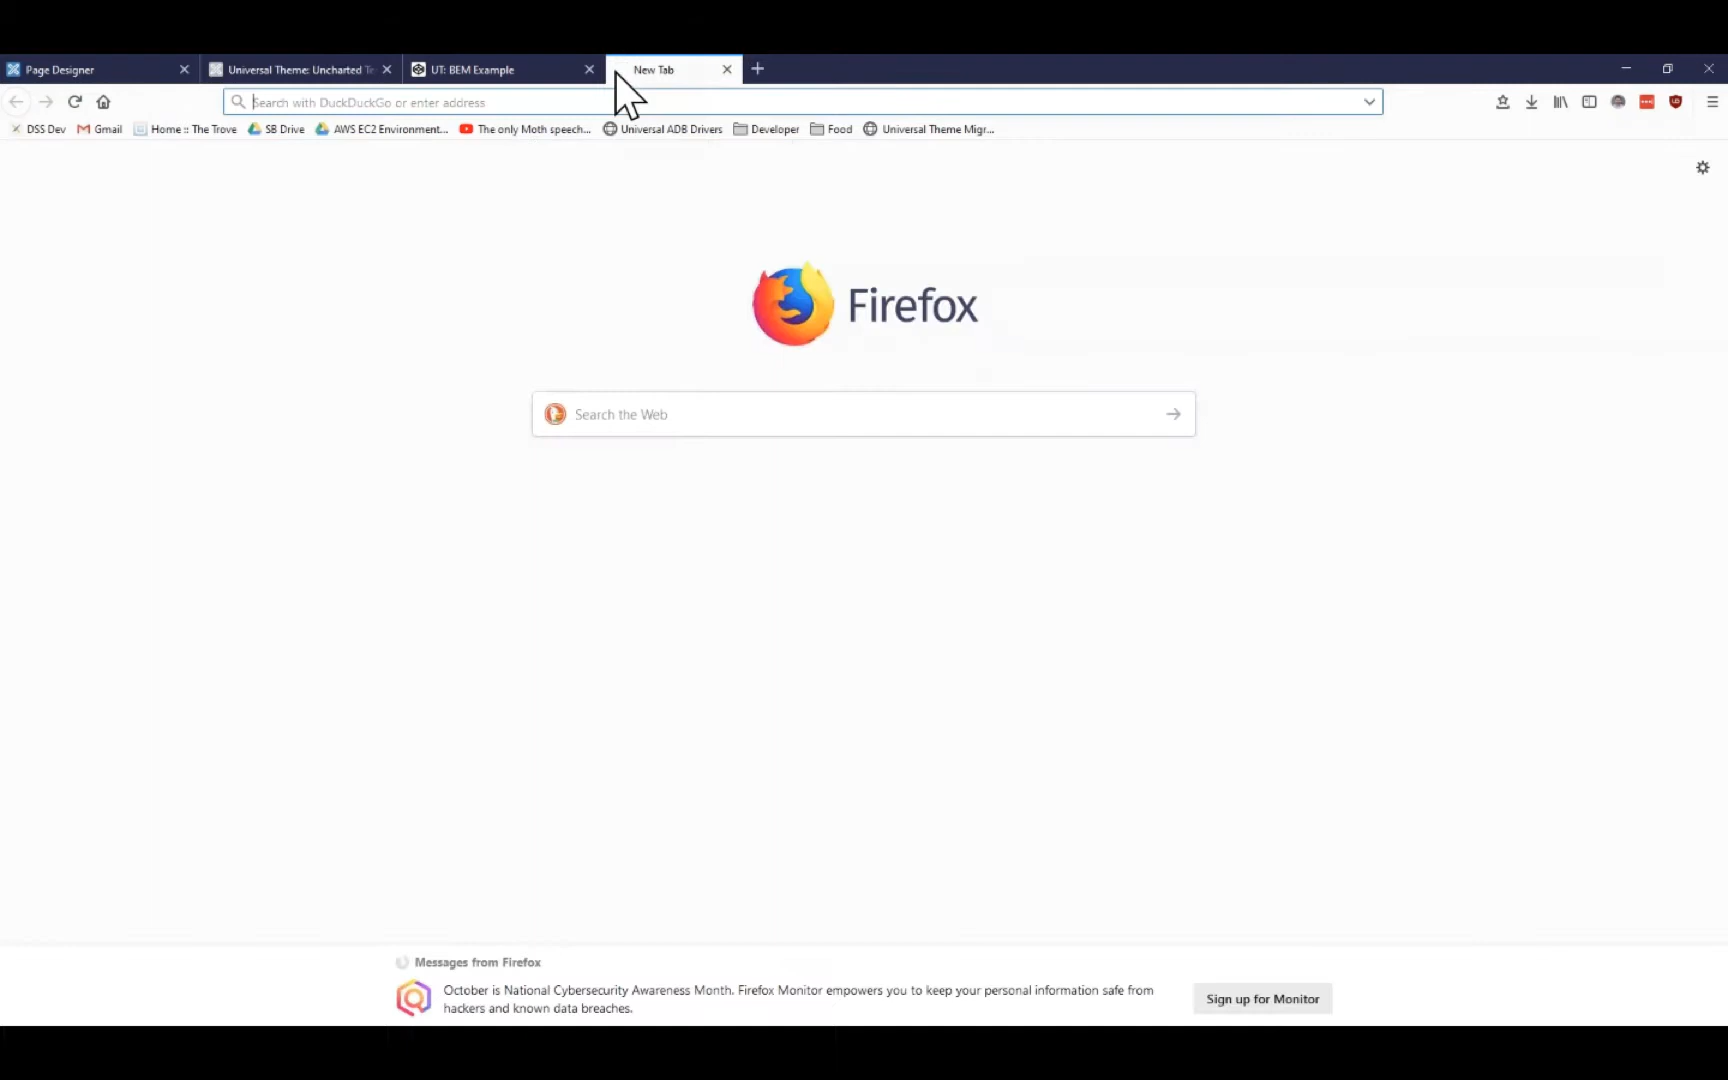 Page Designer
Universal Theme: Uncharted Te
UT: BEM Example
New Tab
Search with DuckDuckGo or enter address
DSS Dev
Gmail
Home :: The Trove
SB Drive
AWS EC2 Environment...
The only Moth speech...
Universal ADB Drivers
Developer
Food
Universal Theme Migr...
Firefox
Search the Web
Messages from Firefox
October is National Cybersecurity Awareness Month. Firefox Monitor empowers you to keep your personal information safe from
hackers and known data breaches.
Sign up for Monitor